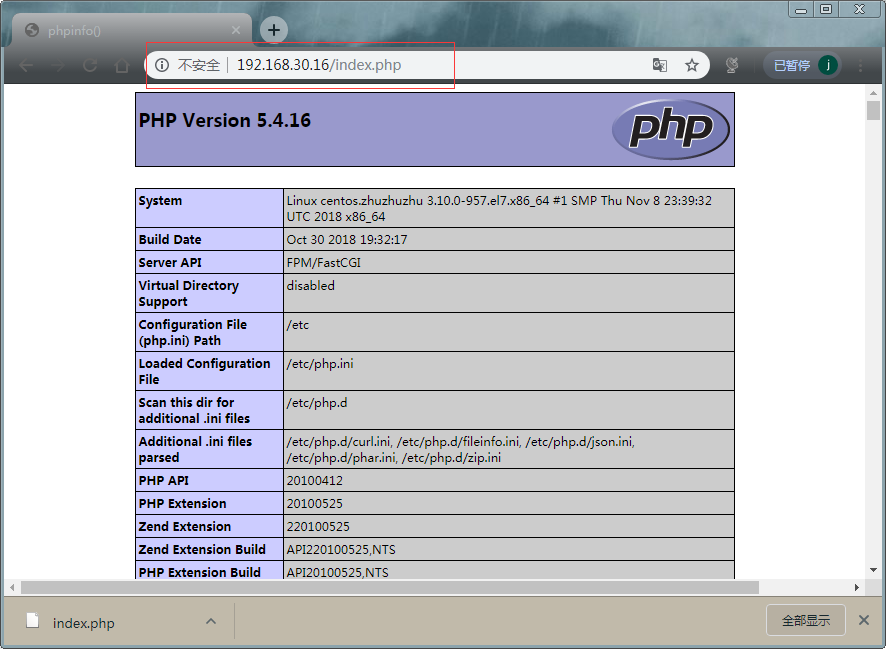 phpinfo()
不安全 192.168.30.16/index.php 已暂停 j
PHP Version 5.4.16
php
System Linux centos.zhuzhuzhu 3.10.0-957.el7.x86_64 #1 SMP Thu Nov 8 23:39:32
UTC 2018 x86_64
Build Date Oct 30 2018 19:32:17
Server API FPM/FastCGI
Virtual Directory disabled
Support
Configuration File /etc
(php.ini) Path
Loaded Configuration /etc/php.ini
File
Scan this dir for /etc/php.d
additional .ini files
Additional .ini files /etc/php.d/curl.ini, /etc/php.d/fileinfo.ini, /etc/php.d/json.ini,
parsed /etc/php.d/phar.ini, /etc/php.d/zip.ini
PHP API 20100412
PHP Extension 20100525
Zend Extension 220100525
Zend Extension Build API220100525,NTS
PHP Extension Build API20100525,NTS
index.php 全部显示